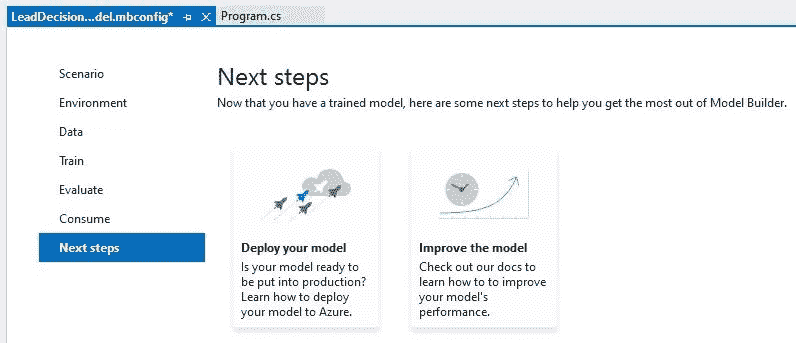 LeadDecision...del.mbconfig* Program.cs
Scenario
Environment
Data
Train
Evaluate
Consume
Next steps
Next steps
Now that you have a trained model, here are some next steps to help you get the most out of Model Builder.
Deploy your model
Is your model ready to
be put into production?
Learn how to deploy
your model to Azure.
Improve the model
Check out our docs to
learn how to to improve
your model's
performance.